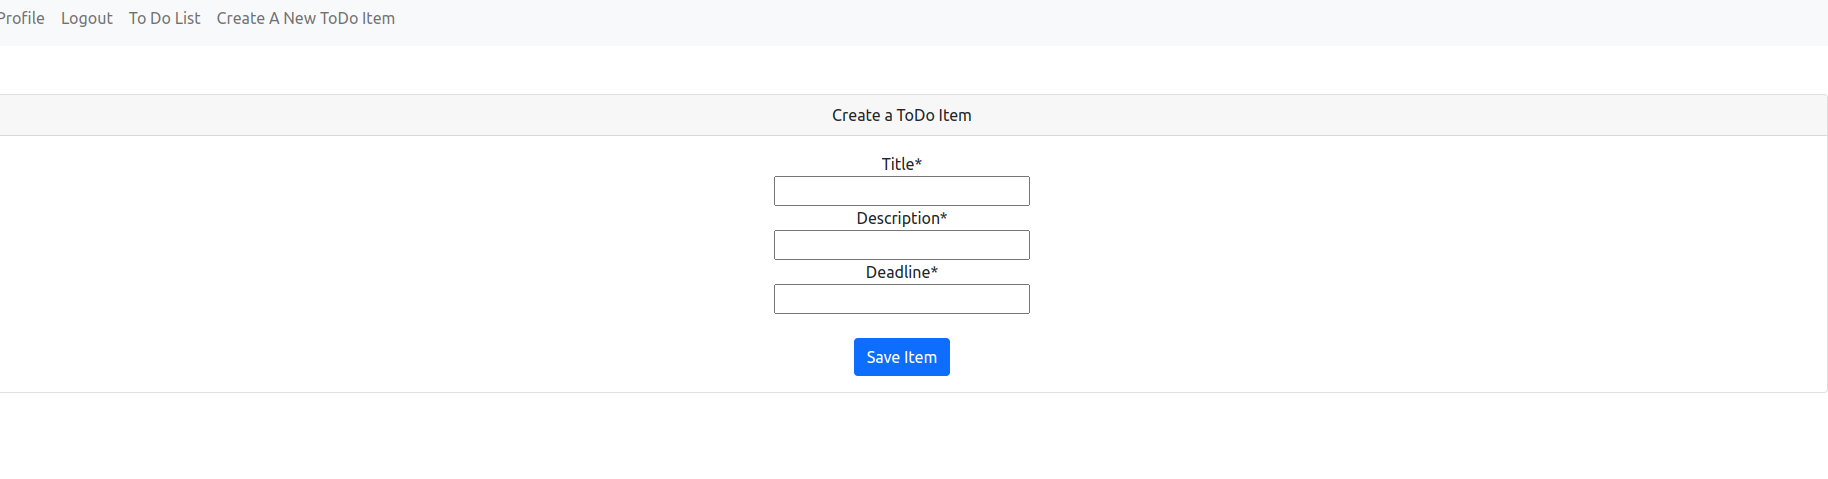 Profile Logout To Do List Create A New ToDo Item
Create a ToDo Item
Title*
Description*
Deadline*
Save Item